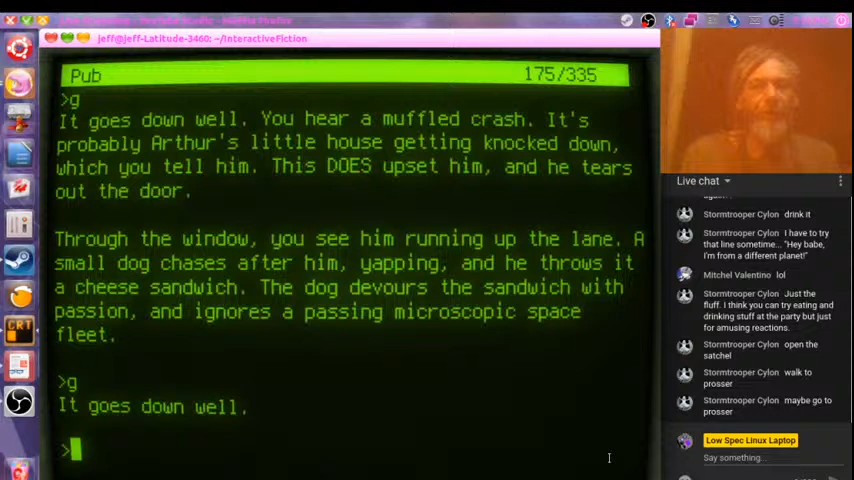 jeff@jeff-Latitude-3460: ~/InteractiveFiction
Pub 175/335
>g
It goes down well. You hear a muffled crash. It's
probably Arthur's little house getting knocked down,
which you tell him. This DOES upset him, and he tears
out the door.
Through the window, you see him running up the lane. A
small dog chases after him, yapping, and he throws it
a cheese sandwich. The dog devours the sandwich with
passion, and ignores a passing microscopic space
fleet.
>g
It goes down well.
>
CRT
Live chat
Stormtrooper Cylon drink it
Stormtrooper Cylon I have to try
that line sometime... "Hey babe,
I'm from a different planet!"
Mitchel Valentino lol
Stormtrooper Cylon Just the
fluff. I think you can try eating and
drinking stuff at the party but just
for amusing reactions.
Stormtrooper Cylon open the
satchel
Stormtrooper Cylon walk to
prosser
Stormtrooper Cylon maybe go to
prosser
Low Spec Linux Laptop
Say something...